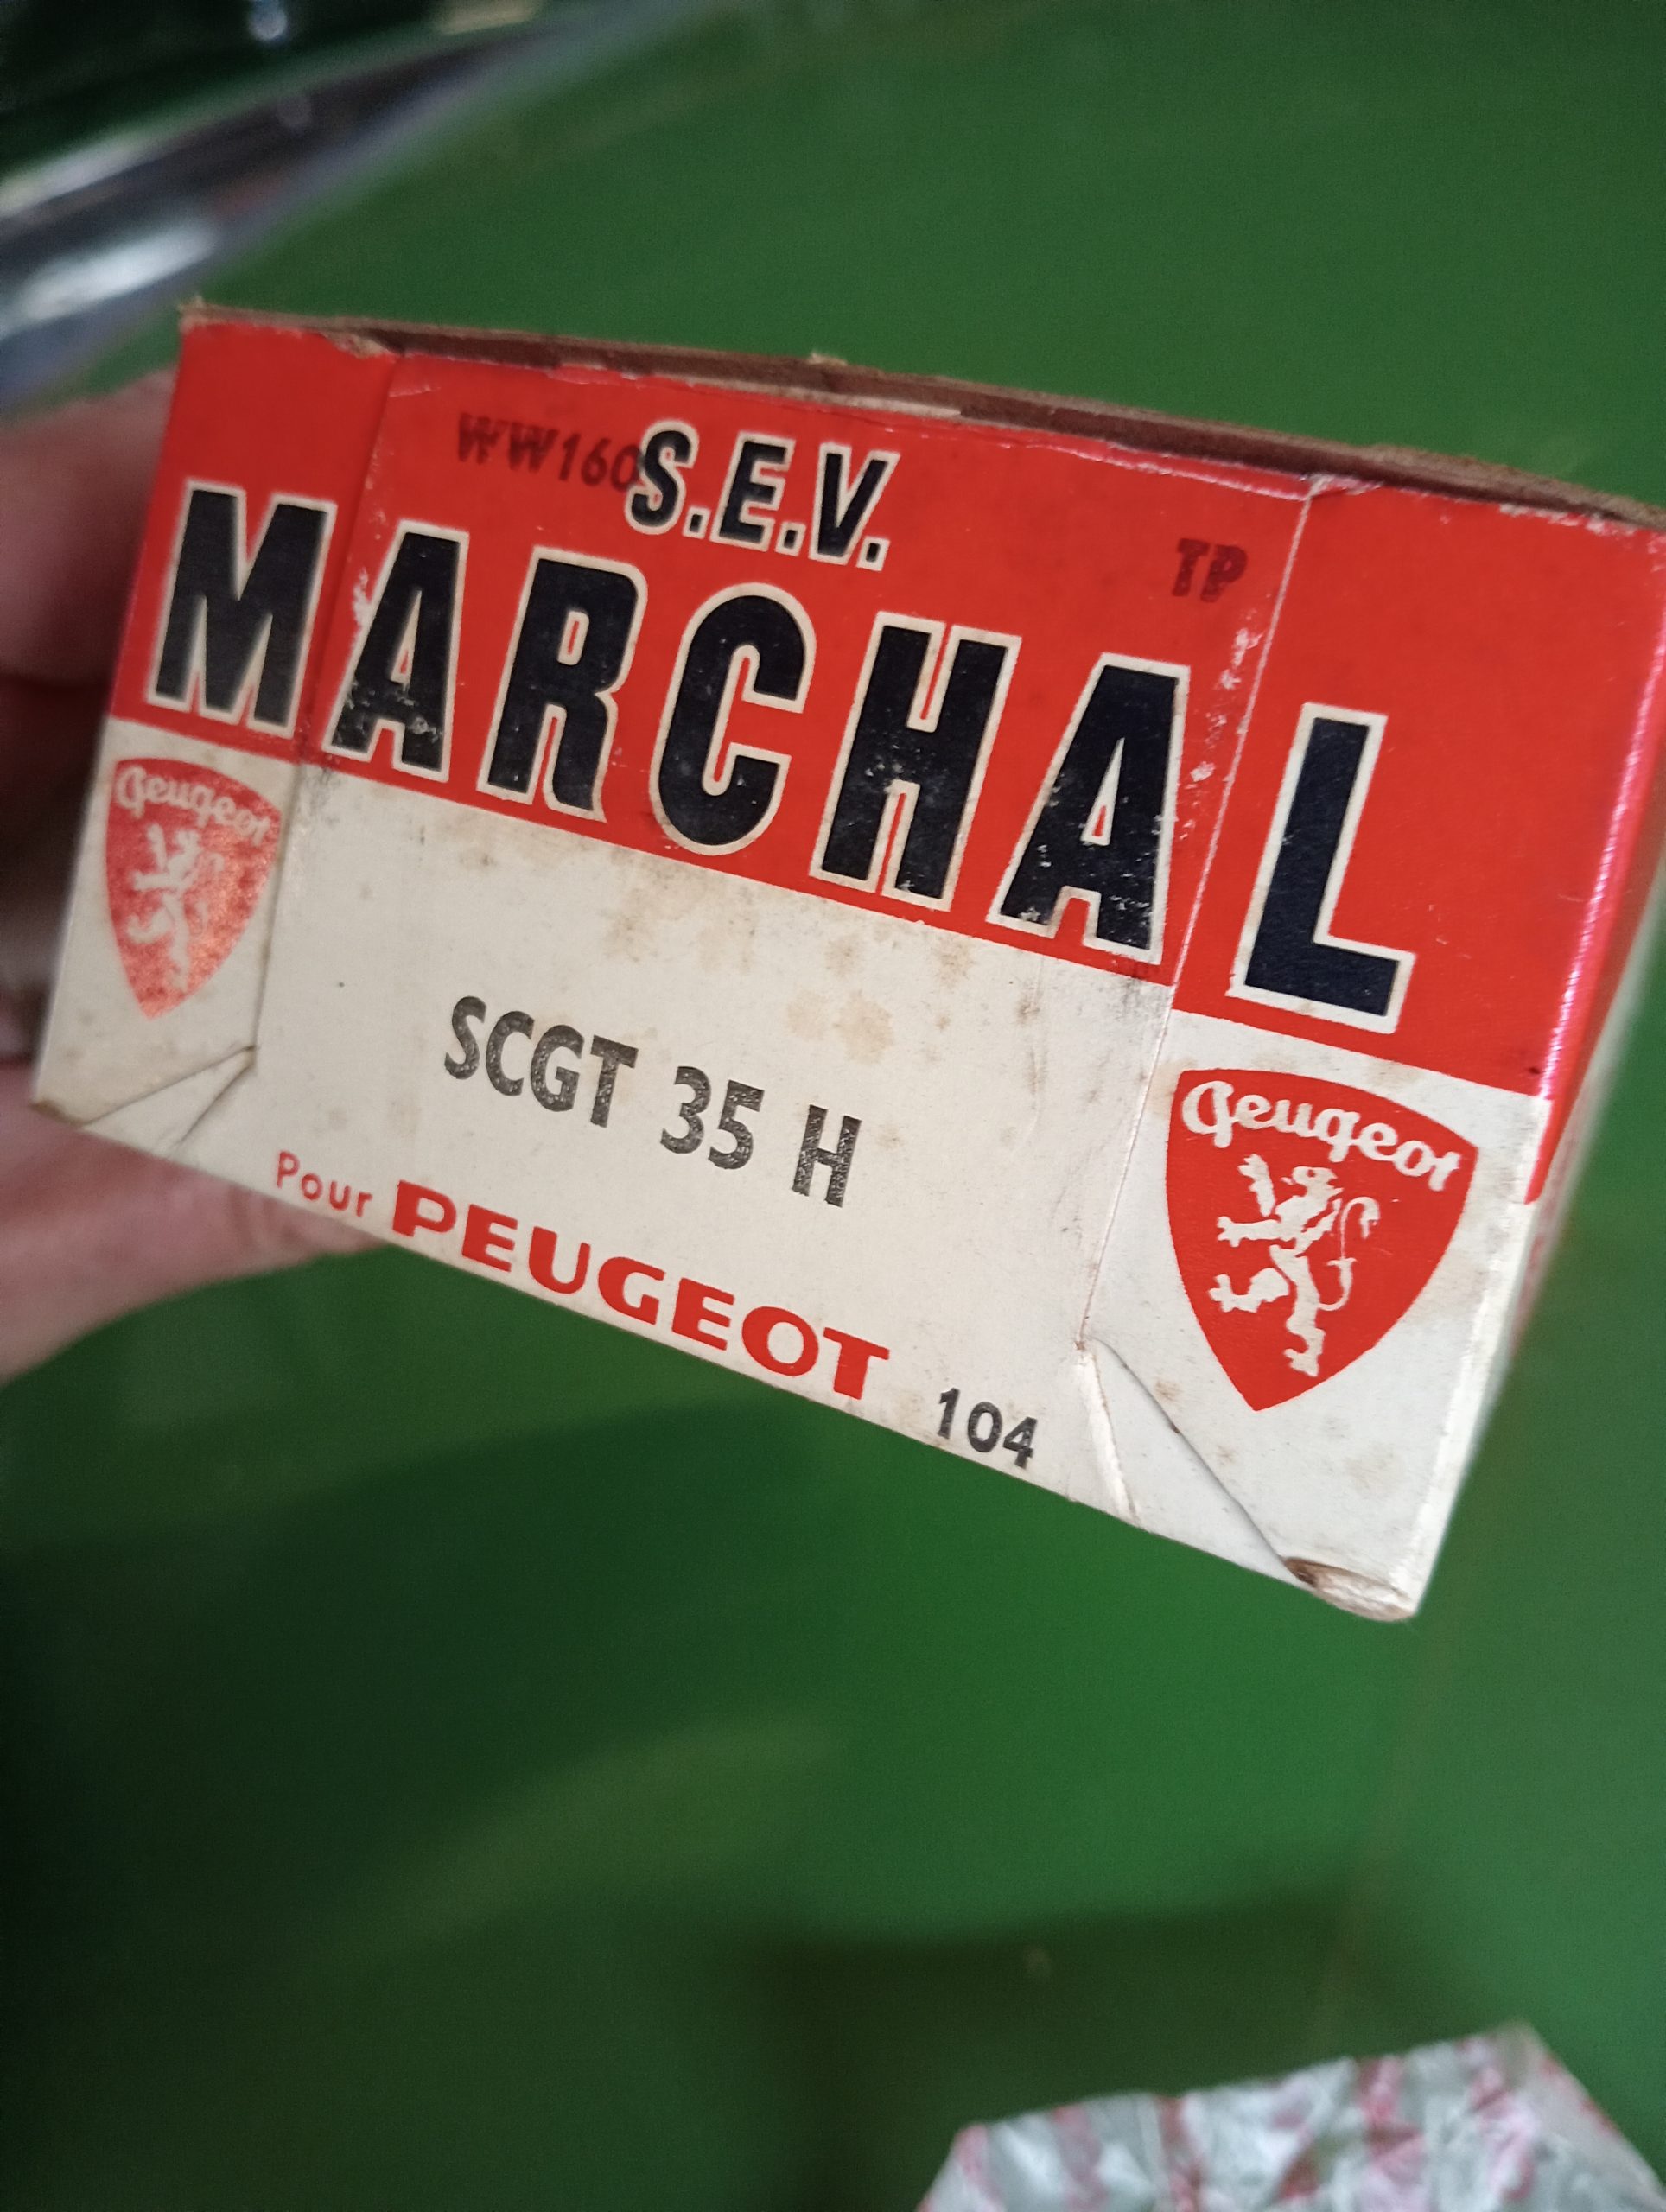 WW160
S.E.V.
TP
MARCHAL
Peugeot
SCGT 35 H
Peugeot
Pour PEUGEOT 104